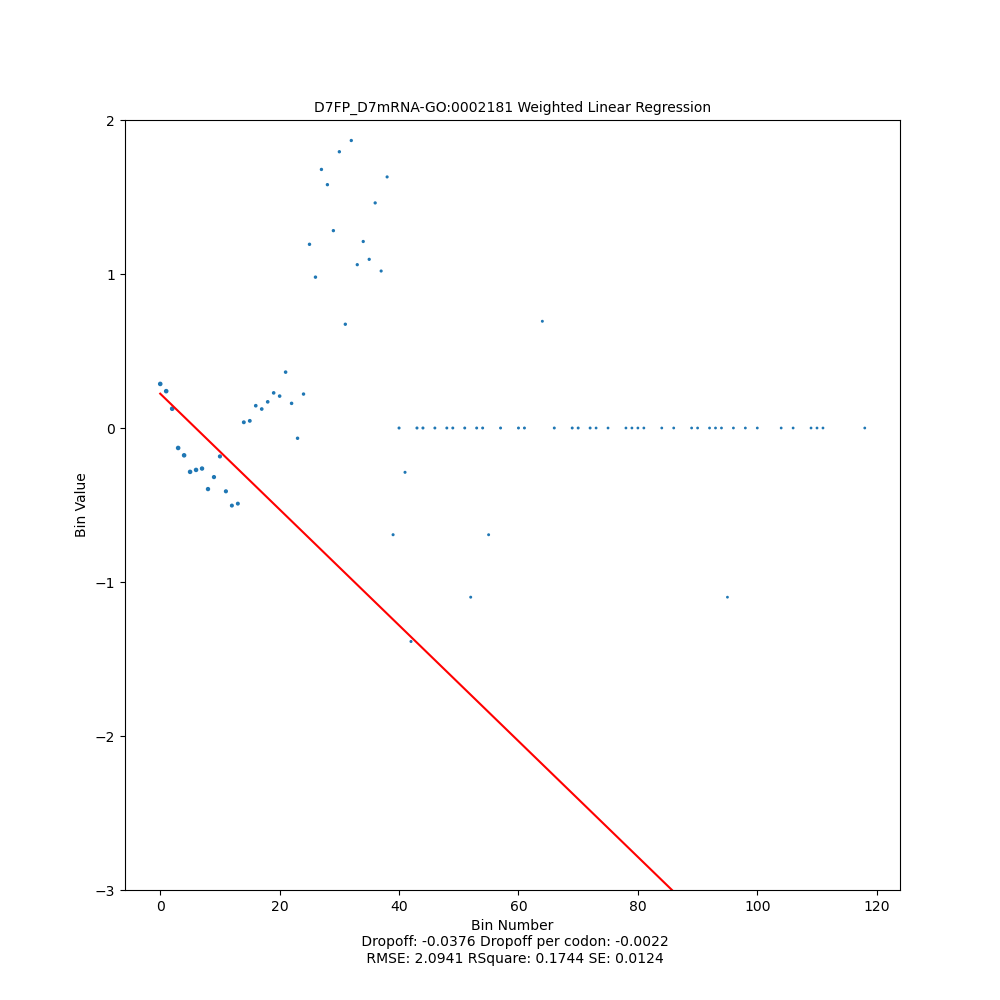 D7FP_D7mRNA-GO:0002181 Weighted Linear Regression
2
1
0
−1
−2
−3
Bin Value
0 20 40 60 80 100 120
Bin Number
Dropoff: -0.0376 Dropoff per codon: -0.0022
RMSE: 2.0941 RSquare: 0.1744 SE: 0.0124